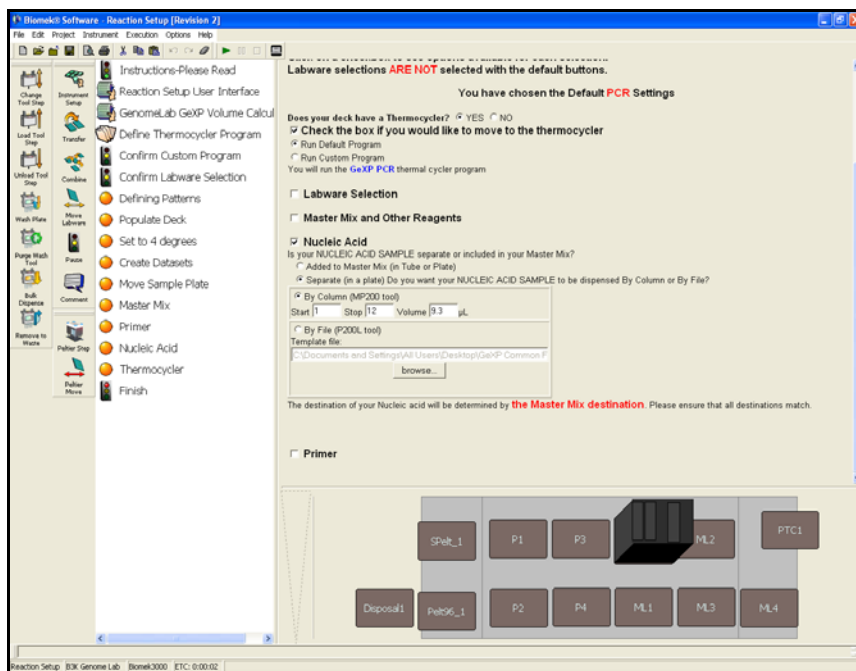 Biomek® Software - Reaction Setup [Revision 2]
File Edit Project Instrument Execution Options Help
Change Tool Step
Instrument Setup
Load Tool Step
Transfer
Unload Tool Step
Combine
Wash Plate
Move Labware
Purge Wash Tool
Pause
Bulk Dispense
Comment
Remove to Waste
Peltier Step
Peltier Move
Instructions-Please Read
Reaction Setup User Interface
GenomeLab GeXP Volume Calcul
Define Thermocycler Program
Confirm Custom Program
Confirm Labware Selection
Defining Patterns
Populate Deck
Set to 4 degrees
Create Datasets
Move Sample Plate
Master Mix
Primer
Nucleic Acid
Thermocycler
Finish
Labware selections ARE NOT selected with the default buttons.
You have chosen the Default PCR Settings
Does your deck have a Thermocycler? YES NO
Check the box if you would like to move to the thermocycler
Run Default Program
Run Custom Program
You will run the GeXP PCR thermal cycler program
Labware Selection
Master Mix and Other Reagents
Nucleic Acid
Is your NUCLEIC ACID SAMPLE separate or included in your Master Mix?
Added to Master Mix (in Tube or Plate)
Separate (in a plate) Do you want your NUCLEIC ACID SAMPLE to be dispensed By Column or By File?
By Column (MP200 tool)
Start 1 Stop 12 Volume 9.3 µL
By File (P200L tool)
Template file:
C:\Documents and Settings\All Users\Desktop\GeXP Common F
browse...
The destination of your Nucleic acid will be determined by the Master Mix destination. Please ensure that all destinations match.
Primer
SPelt_1 P1 P3 ML2 PTC1
Disposal1 Pelt96_1 P2 P4 ML1 ML3 ML4
Reaction Setup B3K Genome Lab Biomek3000 ETC: 0:00:02